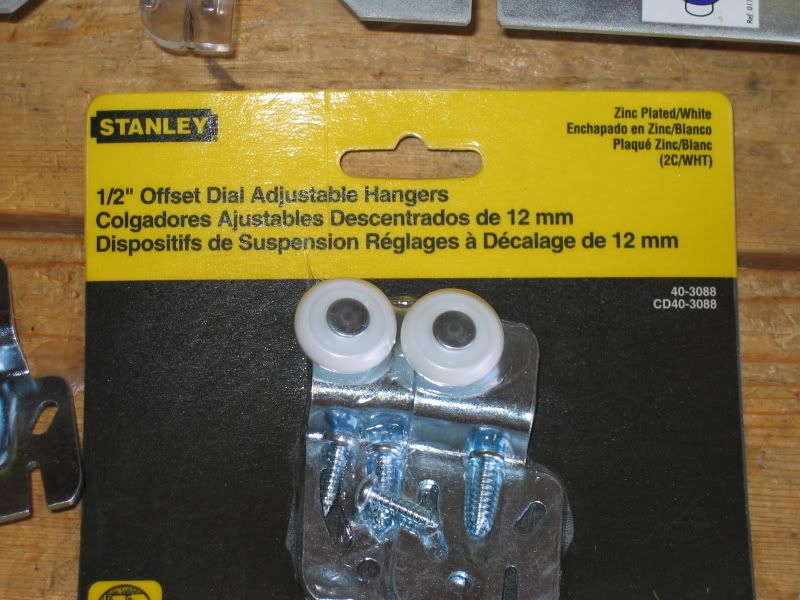 STANLEY
Zinc Plated/White
Enchapado en Zinc/Blanco
Plaqué Zinc/Blanc
(2C/WHT)
1/2" Offset Dial Adjustable Hangers
Colgadores Ajustables Descentrados de 12 mm
Dispositifs de Suspension Réglages à Décalage de 12 mm
40-3088
CD40-3088